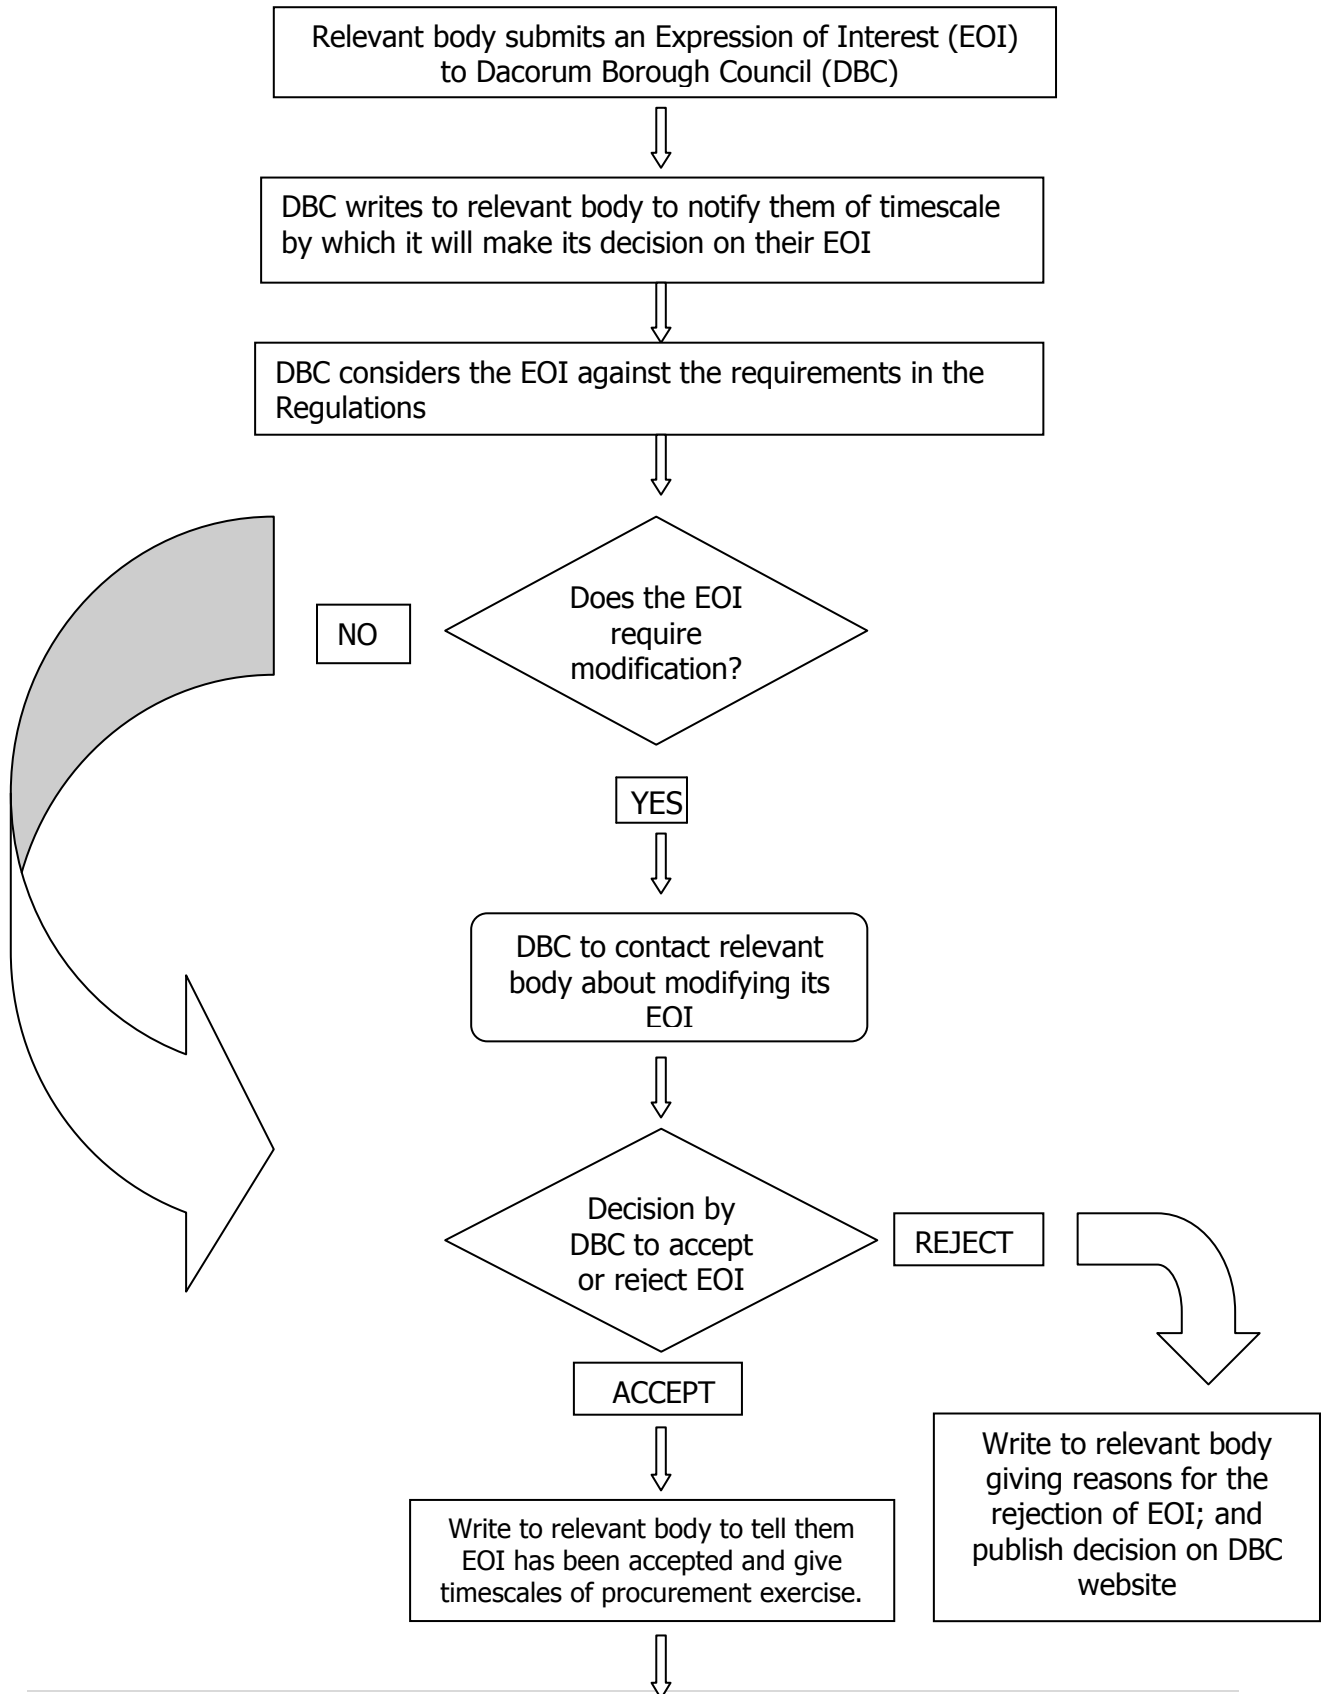 Relevant body submits an Expression of Interest (EOI)
to Dacorum Borough Council (DBC)
DBC writes to relevant body to notify them of timescale
by which it will make its decision on their EOI
DBC considers the EOI against the requirements in the
Regulations
Does the EOI
require
modification?
NO
YES
DBC to contact relevant
body about modifying its
EOI
Decision by
DBC to accept
or reject EOI
REJECT
ACCEPT
Write to relevant body to tell them
EOI has been accepted and give
timescales of procurement exercise.
Write to relevant body
giving reasons for the
rejection of EOI; and
publish decision on DBC
website